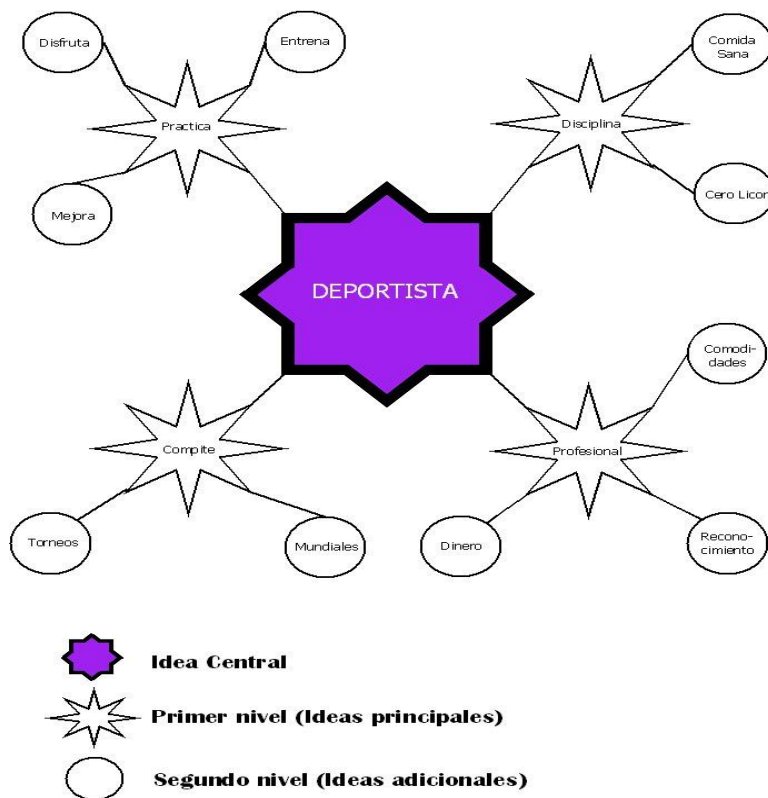 Disfruta
Entrena
Practica
Mejora
Comida
Sana
Disciplina
Cero Licor
DEPORTISTA
Compite
Torneos
Mundiales
Comodi-
dades
Profesional
Dinero
Recono-
cimiento
Idea Central
Primer nivel (Ideas principales)
Segundo nivel (Ideas adicionales)